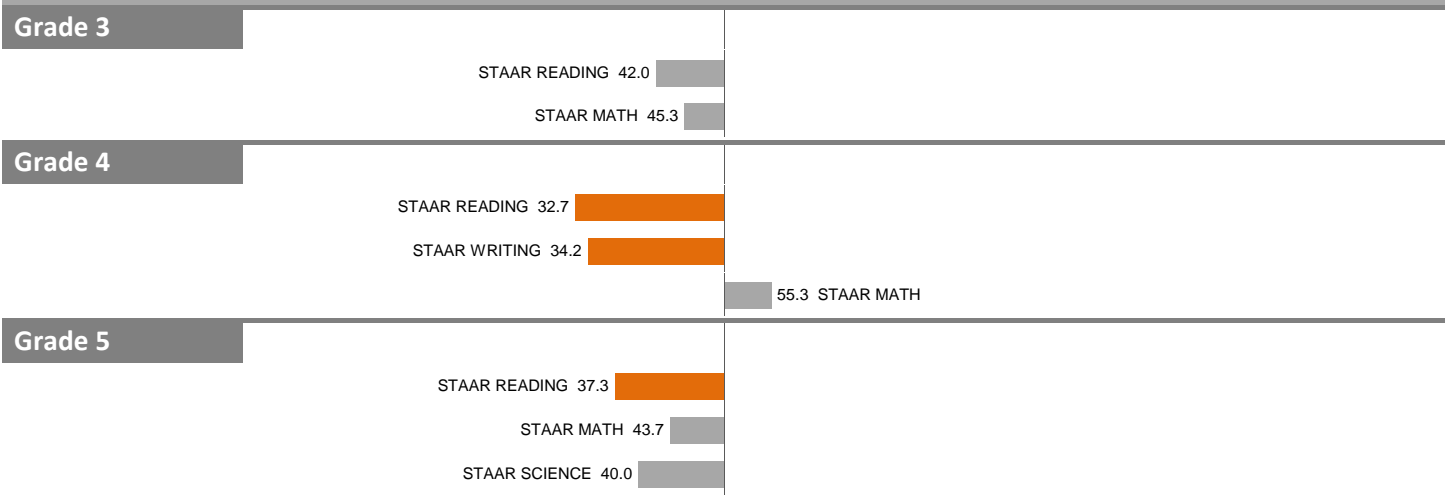 Grade 3
STAAR READING 42.0
STAAR MATH 45.3
Grade 4
STAAR READING 32.7
STAAR WRITING 34.2
55.3 STAAR MATH
Grade 5
STAAR READING 37.3
STAAR MATH 43.7
STAAR SCIENCE 40.0